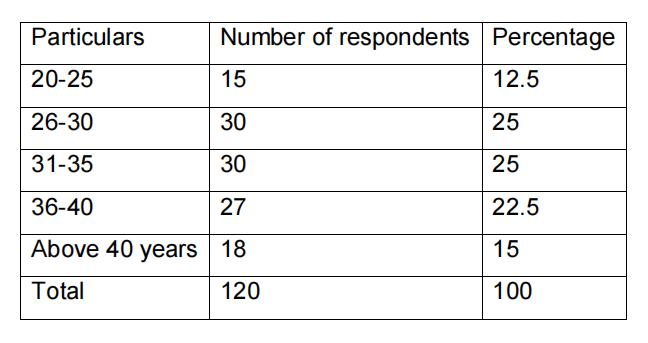 Particulars Number of respondents Percentage
20-25 15 12.5
26-30 30 25
31-35 30 25
36-40 27 22.5
Above 40 years 18 15
Total 120 100